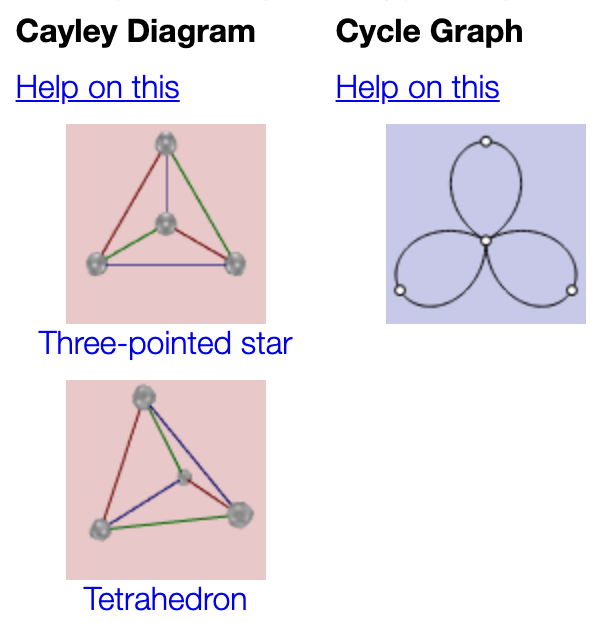 Cayley Diagram
Cycle Graph
Help on this
Help on this
Three-pointed star
Tetrahedron